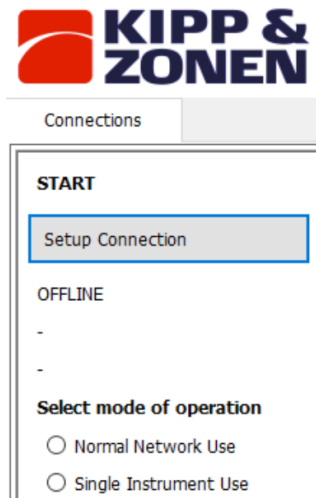 KIPP &
ZONEN
Connections
START
Setup Connection
OFFLINE
-
-
Select mode of operation
Normal Network Use
Single Instrument Use